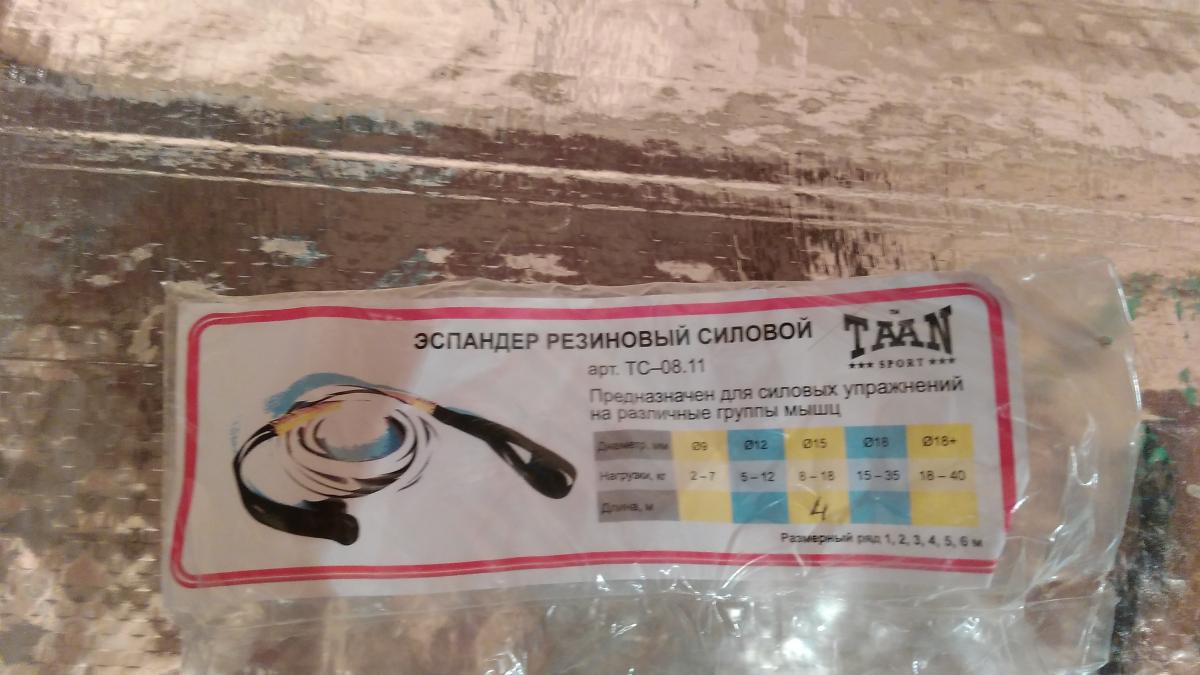 ЭСПАНДЕР РЕЗИНОВЫЙ СИЛОВОЙ
TM
TAAN
★★★ SPORT ★★★
арт. ТС–08.11
Предназначен для силовых упражнений
на различные группы мышц
Диаметр, мм Ø9 Ø12 Ø15 Ø18 Ø18+
Нагрузки, кг 2 – 7 5 – 12 8 – 18 15 – 35 18 – 40
Длина, м 4
Размерный ряд 1, 2, 3, 4, 5, 6 м